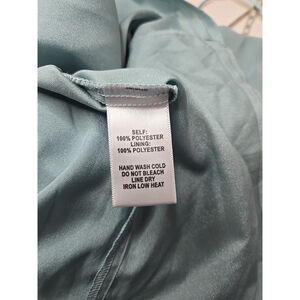 SELF:
100% POLYESTER
LINING:
100% POLYESTER
HAND WASH COLD
DO NOT BLEACH
LINE DRY
IRON LOW HEAT